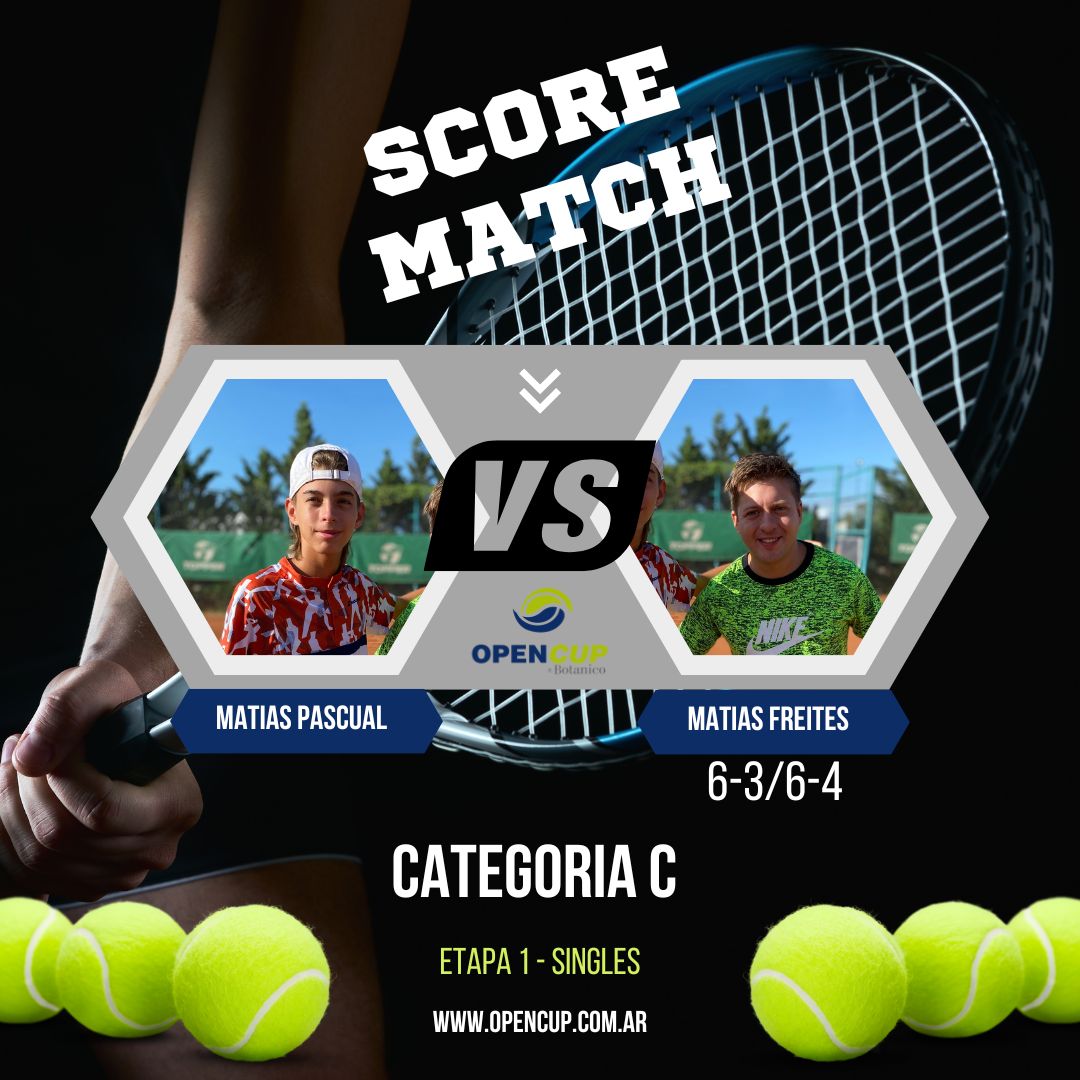 SCORE
MATCH
VS
OPENCUP
Botanico
NIKE
MATIAS PASCUAL
MATIAS FREITES
6-3/6-4
CATEGORIA C
ETAPA 1 - SINGLES
WWW.OPENCUP.COM.AR